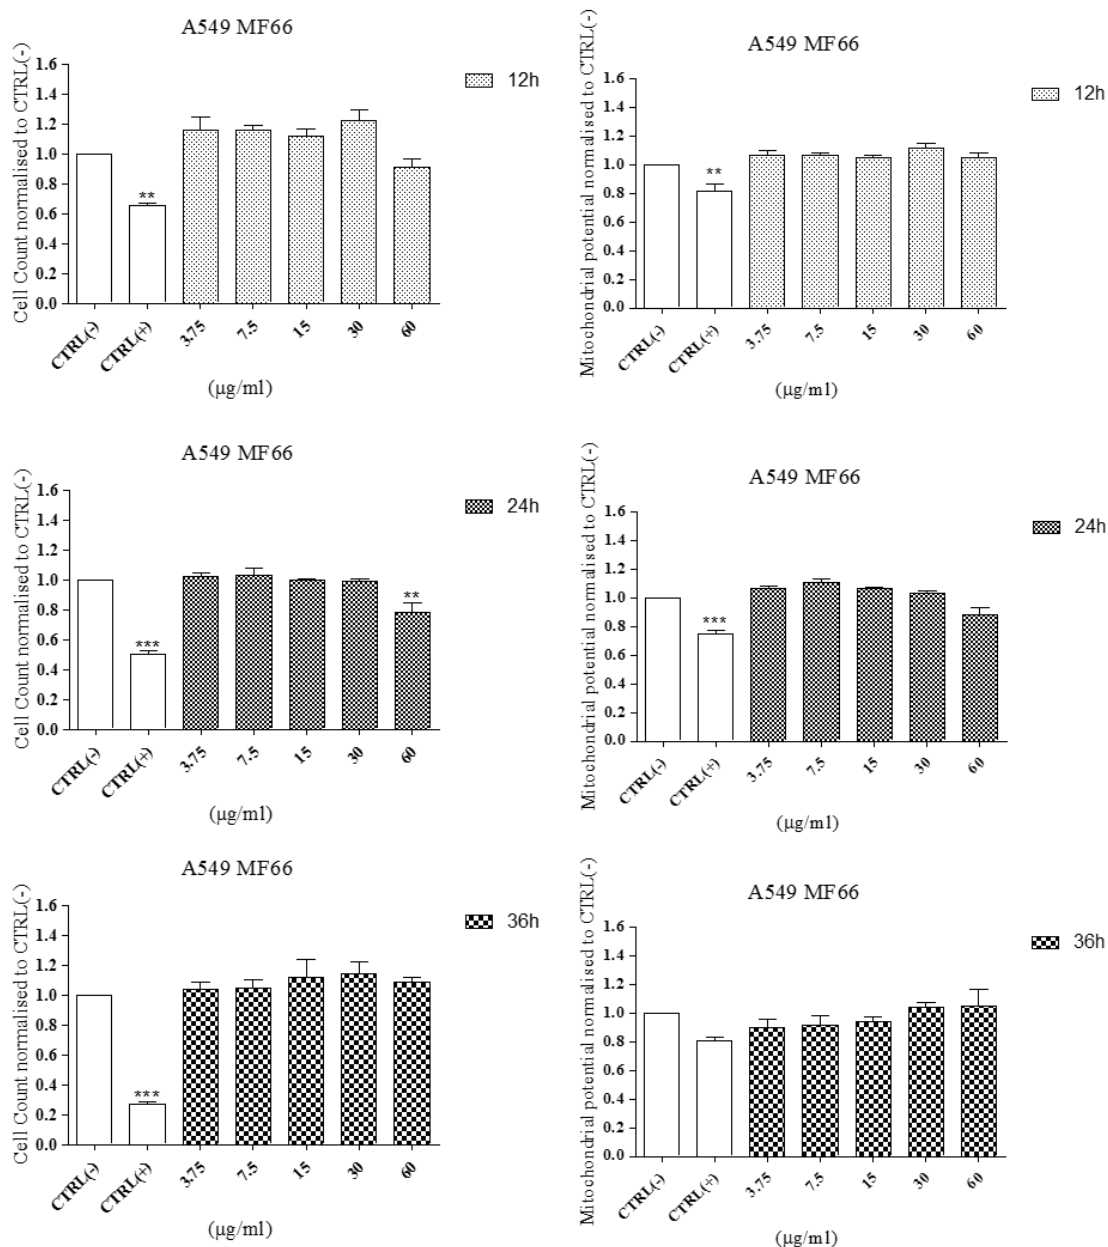 A549 MF66
Cell Count normalised to CTRL(-)
1.6
1.4
1.2
1.0
0.8
0.6
0.4
0.2
0.0
**
12h
CTRL(-) CTRL(+) 3.75 7.5 15 30 60
(μg/ml)
A549 MF66
Mitochondrial potential normalised to CTRL(-)
1.6
1.4
1.2
1.0
0.8
0.6
0.4
0.2
0.0
**
12h
CTRL(-) CTRL(+) 3.75 7.5 15 30 60
(μg/ml)
A549 MF66
Cell Count normalised to CTRL(-)
1.6
1.4
1.2
1.0
0.8
0.6
0.4
0.2
0.0
*** **
24h
CTRL(-) CTRL(+) 3.75 7.5 15 30 60
(μg/ml)
A549 MF66
Mitochondrial potential normalised to CTRL(-)
1.6
1.4
1.2
1.0
0.8
0.6
0.4
0.2
0.0
***
24h
CTRL(-) CTRL(+) 3.75 7.5 15 30 60
(μg/ml)
A549 MF66
Cell Count normalised to CTRL(-)
1.6
1.4
1.2
1.0
0.8
0.6
0.4
0.2
0.0
***
36h
CTRL(-) CTRL(+) 3.75 7.5 15 30 60
(μg/ml)
A549 MF66
Mitochondrial potential normalised to CTRL(-)
1.6
1.4
1.2
1.0
0.8
0.6
0.4
0.2
0.0
36h
CTRL(-) CTRL(+) 3.75 7.5 15 30 60
(μg/ml)